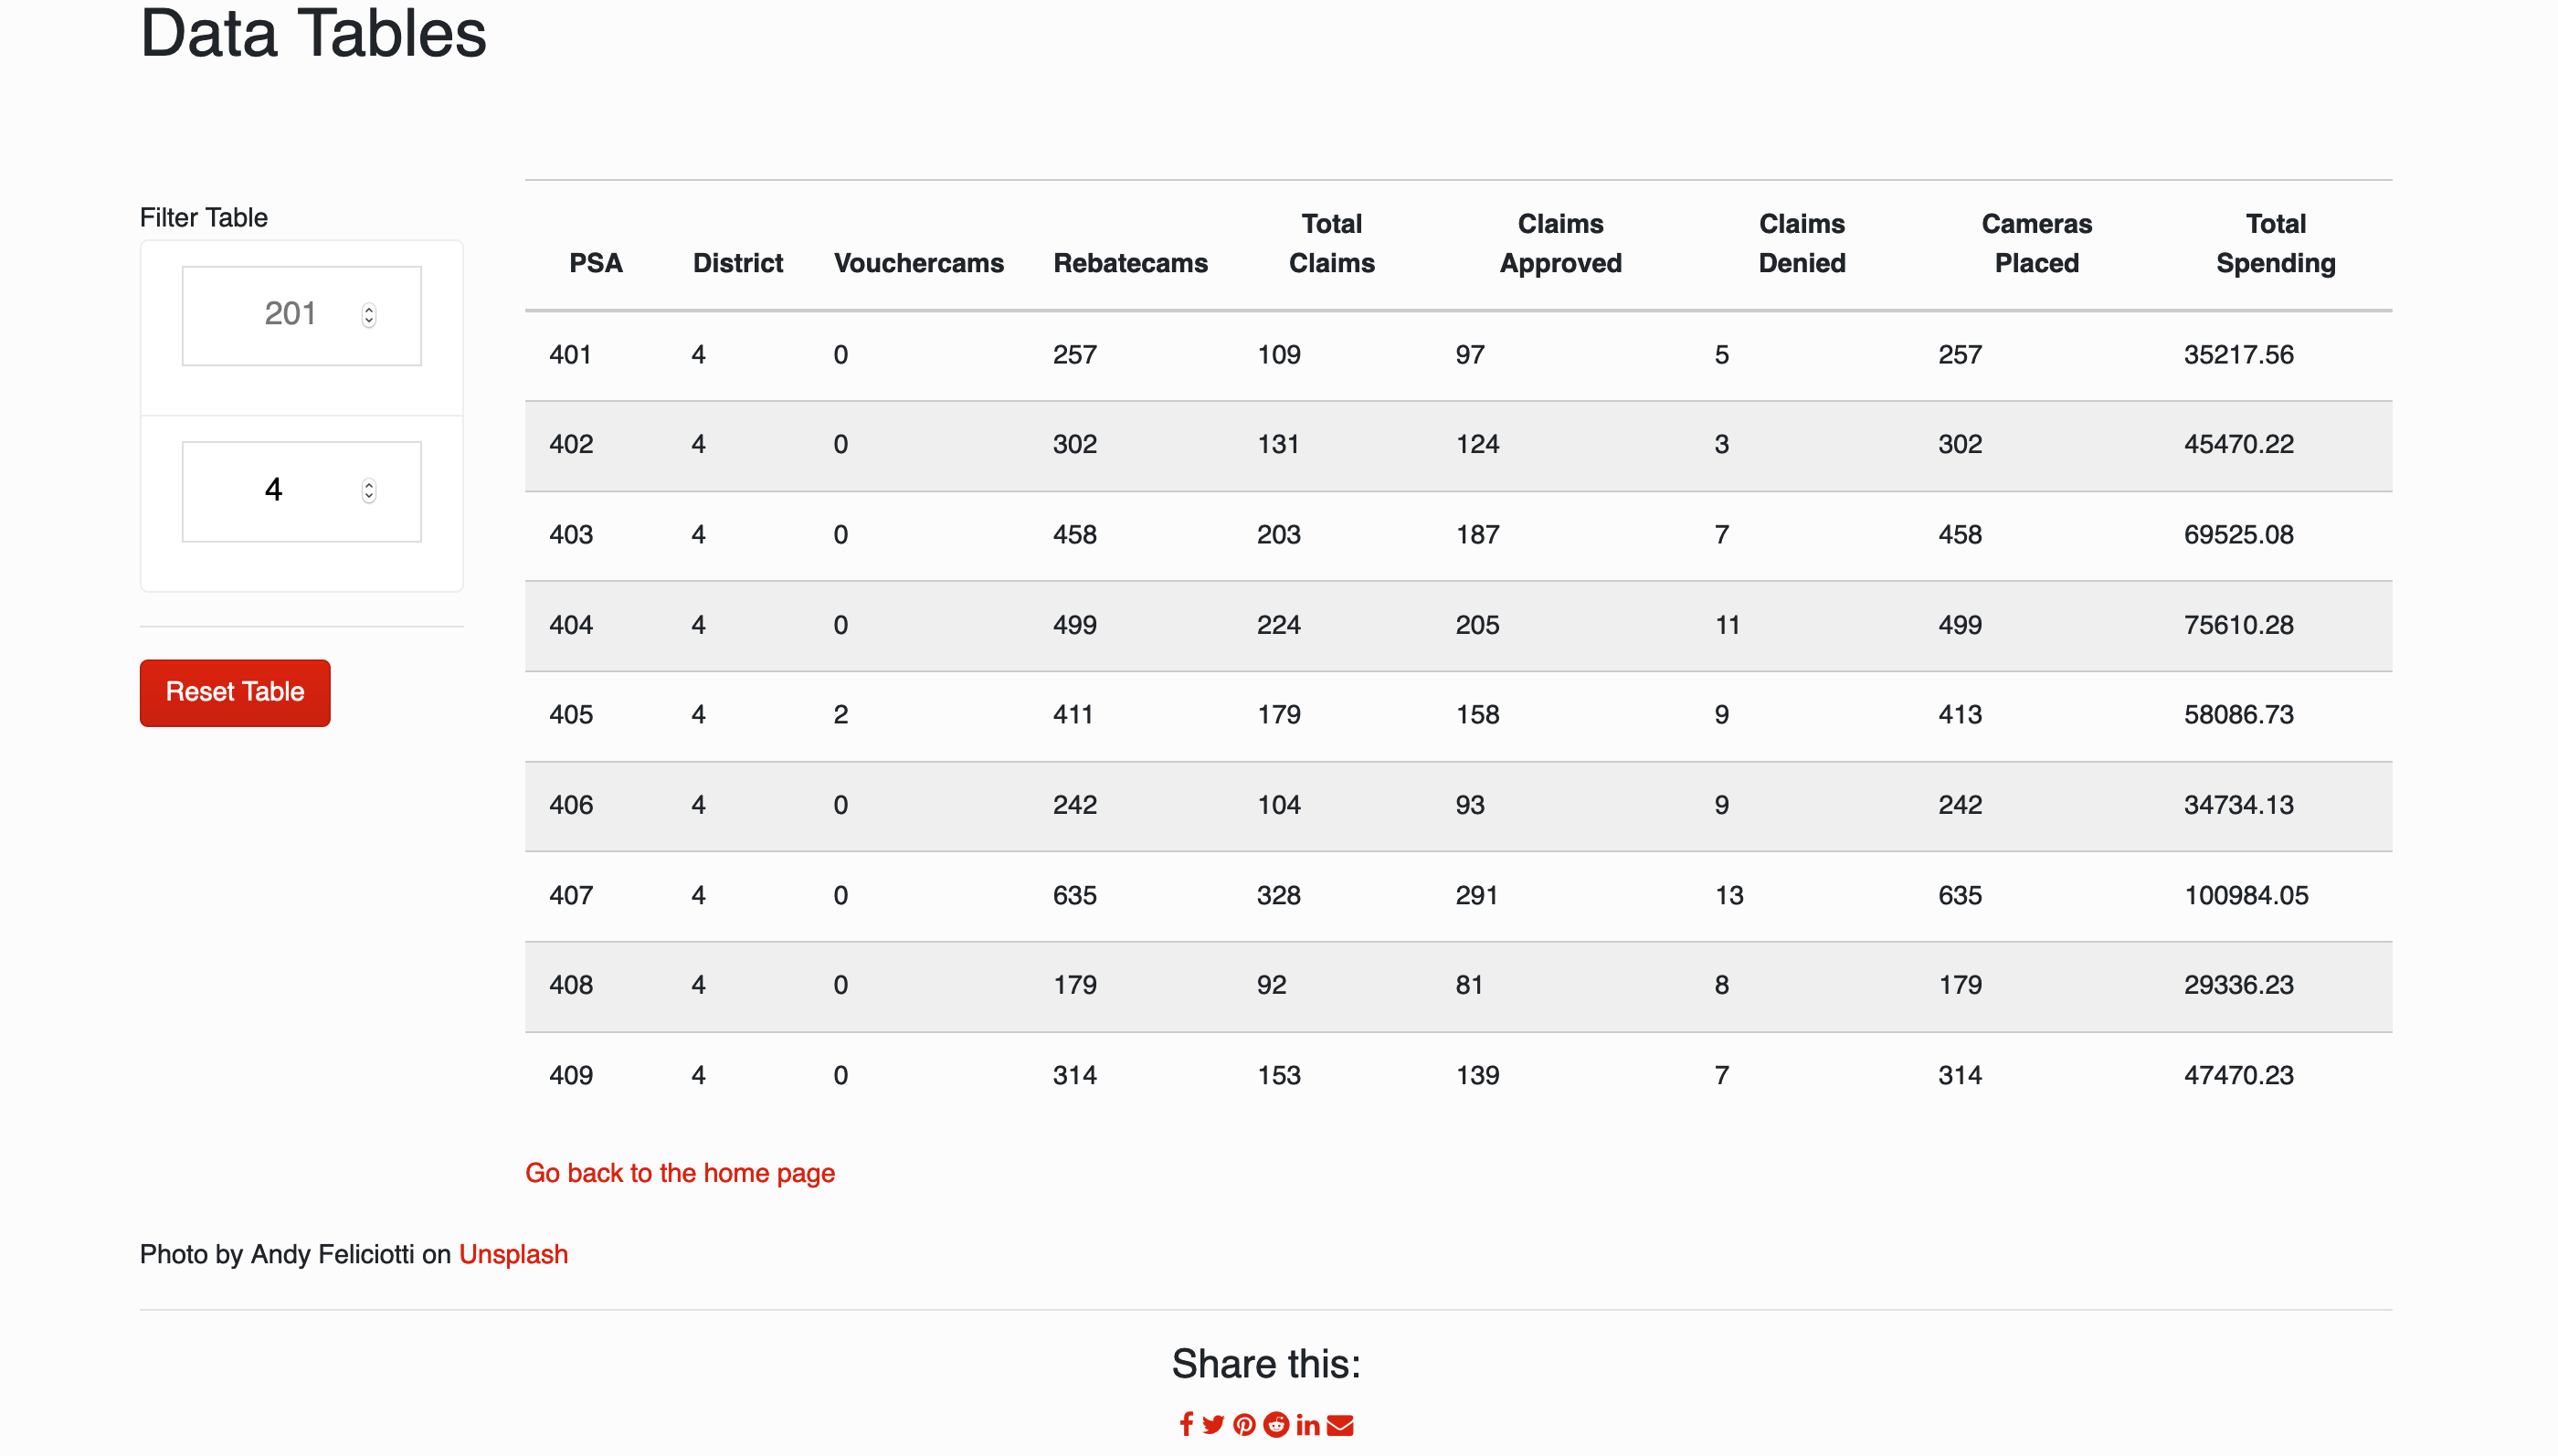 Data Tables
Filter Table
201
4
Reset Table
PSA District Vouchercams Rebatecams Total Claims Claims Approved Claims Denied Cameras Placed Total Spending
401 4 0 257 109 97 5 257 35217.56
402 4 0 302 131 124 3 302 45470.22
403 4 0 458 203 187 7 458 69525.08
404 4 0 499 224 205 11 499 75610.28
405 4 2 411 179 158 9 413 58086.73
406 4 0 242 104 93 9 242 34734.13
407 4 0 635 328 291 13 635 100984.05
408 4 0 179 92 81 8 179 29336.23
409 4 0 314 153 139 7 314 47470.23
Go back to the home page
Photo by Andy Feliciotti on Unsplash
Share this: